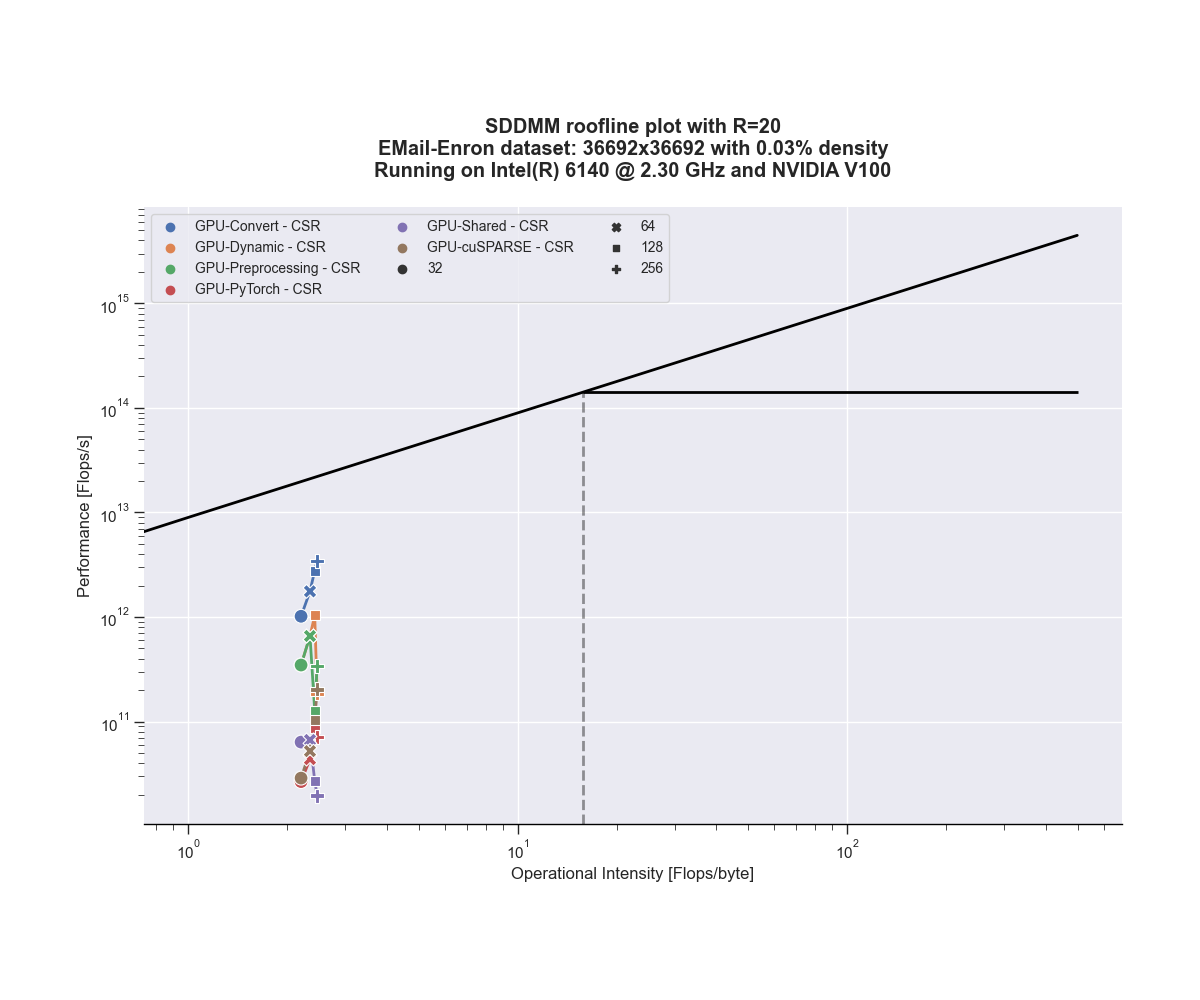 SDDMM roofline plot with R=20
EMail-Enron dataset: 36692x36692 with 0.03% density
Running on Intel(R) 6140 @ 2.30 GHz and NVIDIA V100
GPU-Convert - CSR
GPU-Dynamic - CSR
GPU-Preprocessing - CSR
GPU-PyTorch - CSR
GPU-Shared - CSR
GPU-cuSPARSE - CSR
32
64
128
256
Performance [Flops/s]
10^15
10^14
10^13
10^12
10^11
10^0
10^1
10^2
Operational Intensity [Flops/byte]